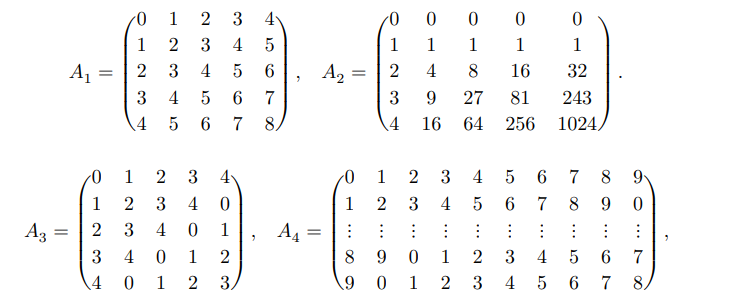 A₁ = (0 1 2 3 4
1 2 3 4 5
2 3 4 5 6
3 4 5 6 7
4 5 6 7 8), A₂ = (0 0 0 0 0
1 1 1 1 1
2 4 8 16 32
3 9 27 81 243
4 16 64 256 1024).
A₃ = (0 1 2 3 4
1 2 3 4 0
2 3 4 0 1
3 4 0 1 2
4 0 1 2 3), A₄ = (0 1 2 3 4 5 6 7 8 9
1 2 3 4 5 6 7 8 9 0
⋮ ⋮ ⋮ ⋮ ⋮ ⋮ ⋮ ⋮ ⋮ ⋮
8 9 0 1 2 3 4 5 6 7
9 0 1 2 3 4 5 6 7 8),